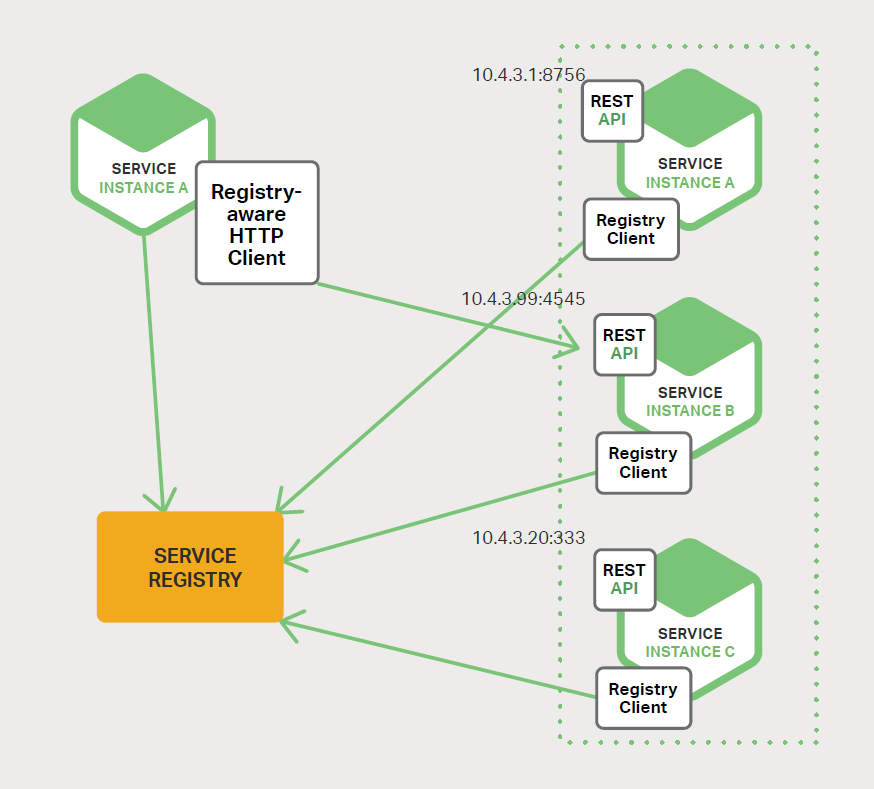 SERVICE
INSTANCE A
Registry-
aware
HTTP
Client
SERVICE
REGISTRY
10.4.3.1:8756
REST
API
SERVICE
INSTANCE A
Registry
Client
10.4.3.99:4545
REST
API
SERVICE
INSTANCE B
Registry
Client
10.4.3.20:333
REST
API
SERVICE
INSTANCE C
Registry
Client